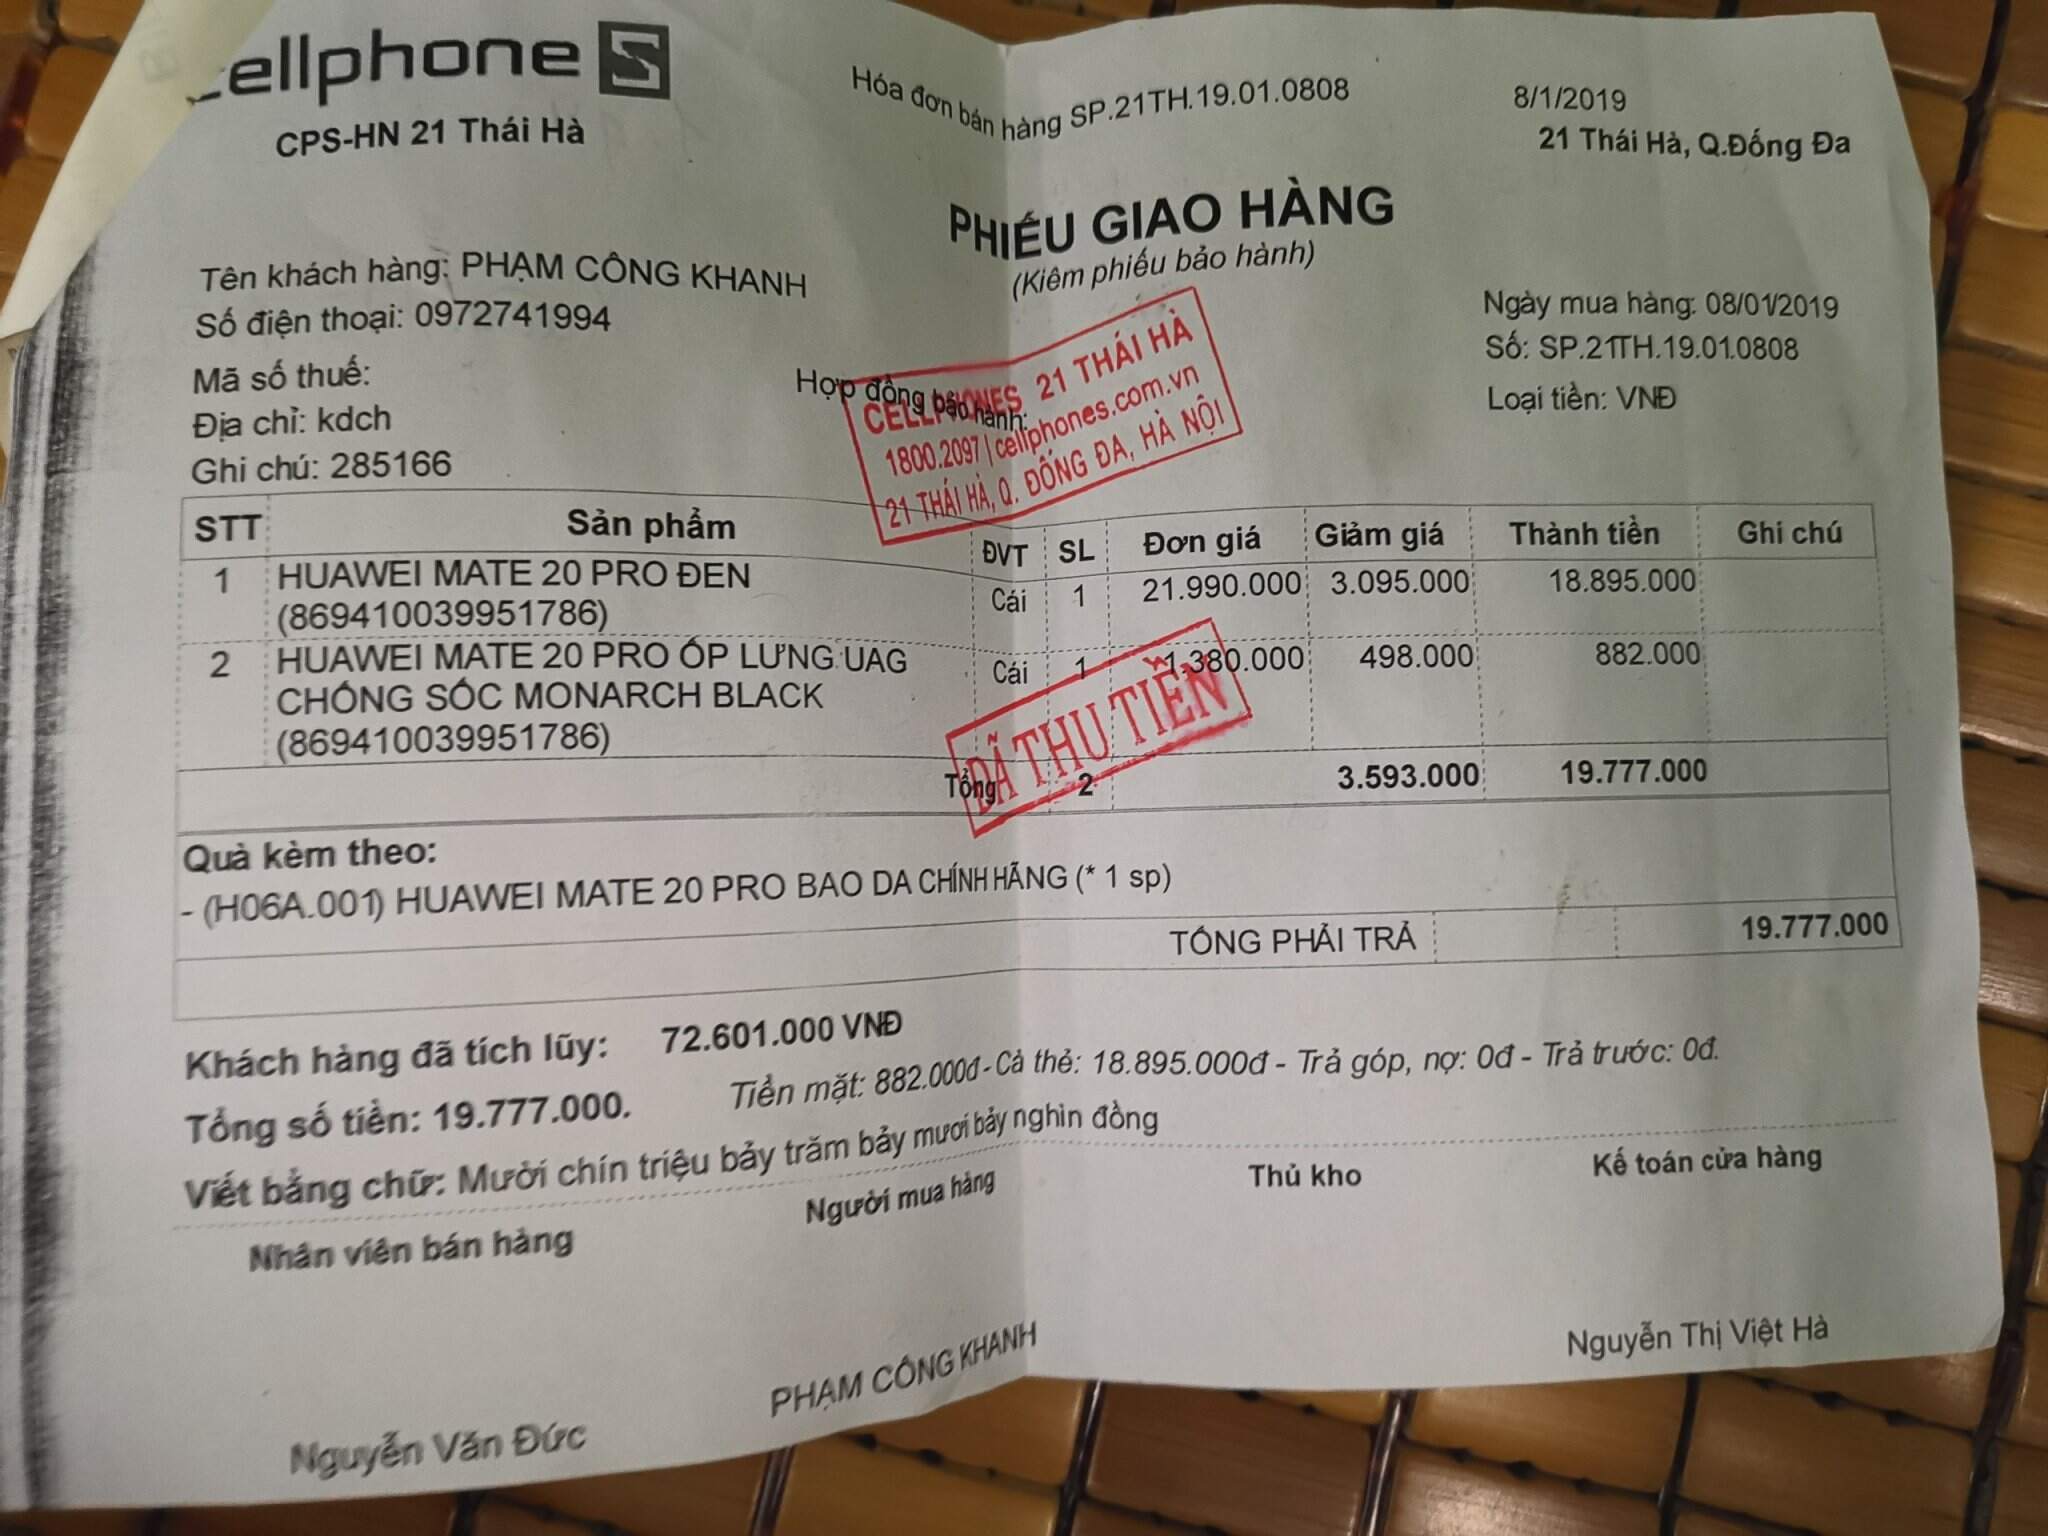 cellphoneS
CPS-HN 21 Thái Hà
Hóa đơn bán hàng SP.21TH.19.01.0808
8/1/2019
21 Thái Hà, Q.Đống Đa
PHIẾU GIAO HÀNG
(Kiêm phiếu bảo hành)
Tên khách hàng: PHẠM CÔNG KHANH
Số điện thoại: 0972741994
Mã số thuế:
Địa chỉ: kdch
Ghi chú: 285166
Hợp đồng bảo hành:
Ngày mua hàng: 08/01/2019
Số: SP.21TH.19.01.0808
Loại tiền: VNĐ
CELLPHONES 21 THÁI HÀ
1800.2097 | cellphones.com.vn
21 THÁI HÀ, Q. ĐỐNG ĐA, HÀ NỘI
STT Sản phẩm ĐVT SL Đơn giá Giảm giá Thành tiền Ghi chú
1 HUAWEI MATE 20 PRO ĐEN Cái 1 21.990.000 3.095.000 18.895.000
(869410039951786)
2 HUAWEI MATE 20 PRO ỐP LƯNG UAG Cái 1 1.380.000 498.000 882.000
CHỐNG SỐC MONARCH BLACK
(869410039951786)
ĐÃ THU TIỀN
Tổng 2 3.593.000 19.777.000
Quà kèm theo:
- (H06A.001) HUAWEI MATE 20 PRO BAO DA CHÍNH HÃNG (* 1 sp)
TỔNG PHẢI TRẢ 19.777.000
Khách hàng đã tích lũy: 72.601.000 VNĐ
Tổng số tiền: 19.777.000. Tiền mặt: 882.000đ - Cà thẻ: 18.895.000đ - Trả góp, nợ: 0đ - Trả trước: 0đ.
Viết bằng chữ: Mười chín triệu bảy trăm bảy mươi bảy nghìn đồng
Nhân viên bán hàng Người mua hàng Thủ kho Kế toán cửa hàng
Nguyễn Văn Đức PHẠM CÔNG KHANH Nguyễn Thị Việt Hà